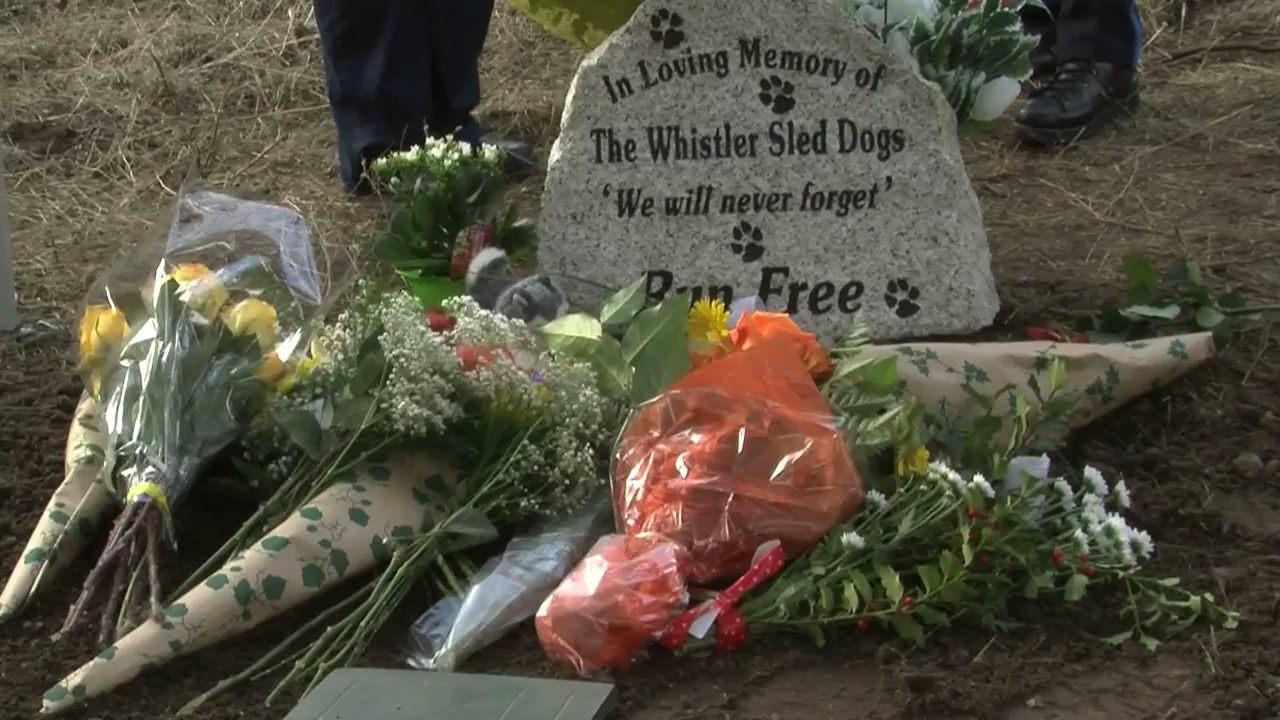 In Loving Memory of
The Whistler Sled Dogs
'We will never forget'
Run Free